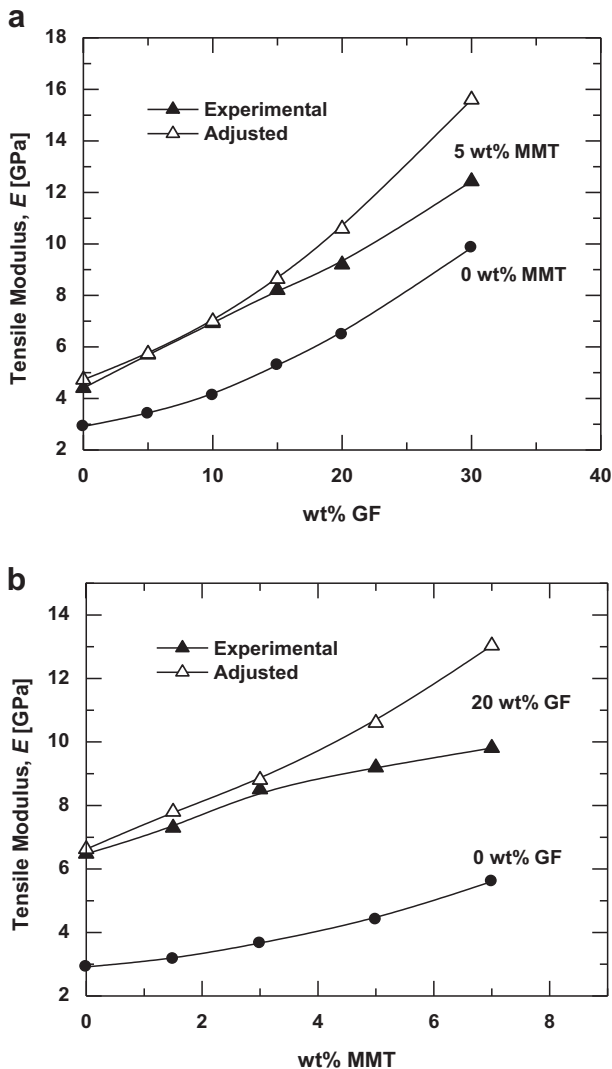 a
18
16
14
12
10
8
6
4
2
Tensile Modulus, E [GPa]
Experimental
Adjusted
5 wt% MMT
0 wt% MMT
0
10
20
30
40
wt% GF
b
14
12
10
8
6
4
2
Tensile Modulus, E [GPa]
Experimental
Adjusted
20 wt% GF
0 wt% GF
0
2
4
6
8
wt% MMT